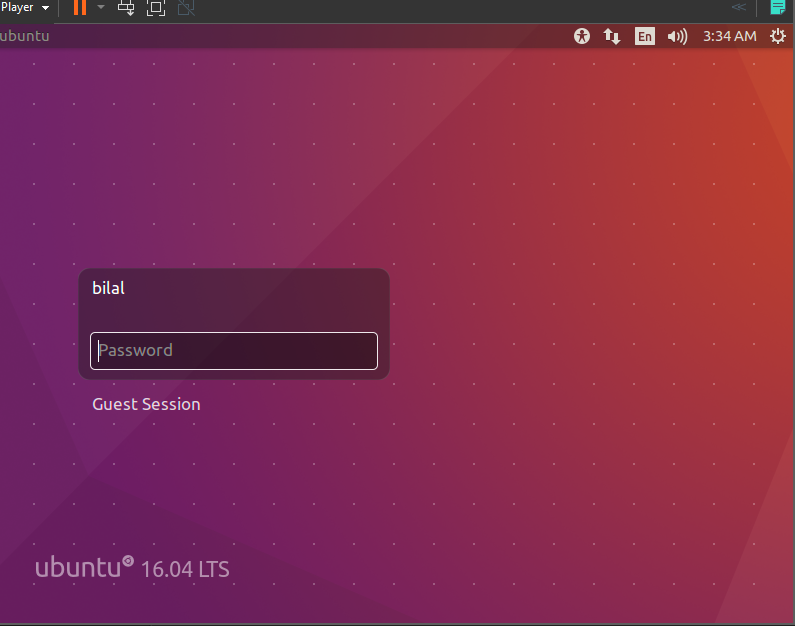 Player
ubuntu
En
3:34 AM
bilal
Password
Guest Session
ubuntu 16.04 LTS